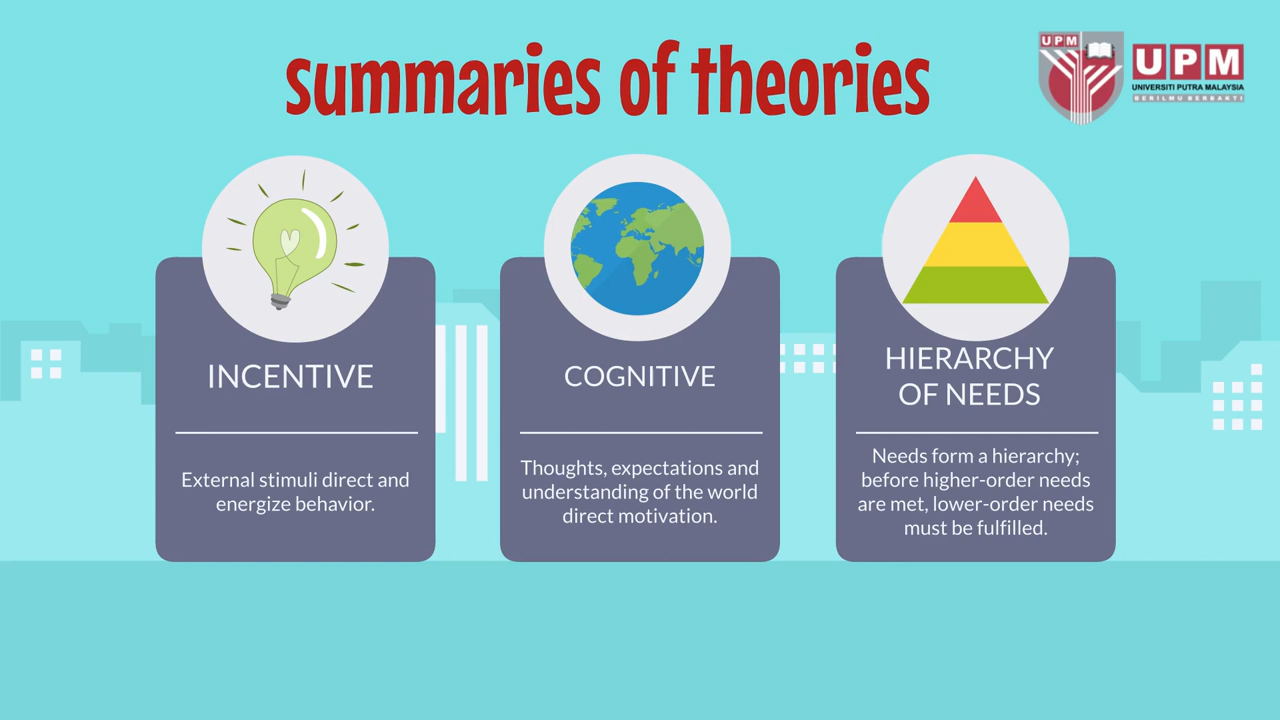 summaries of theories
UPM
UPM
UNIVERSITI PUTRA MALAYSIA
BERILMU BERBAKTI
INCENTIVE
External stimuli direct and
energize behavior.
COGNITIVE
Thoughts, expectations and
understanding of the world
direct motivation.
HIERARCHY
OF NEEDS
Needs form a hierarchy;
before higher-order needs
are met, lower-order needs
must be fulfilled.